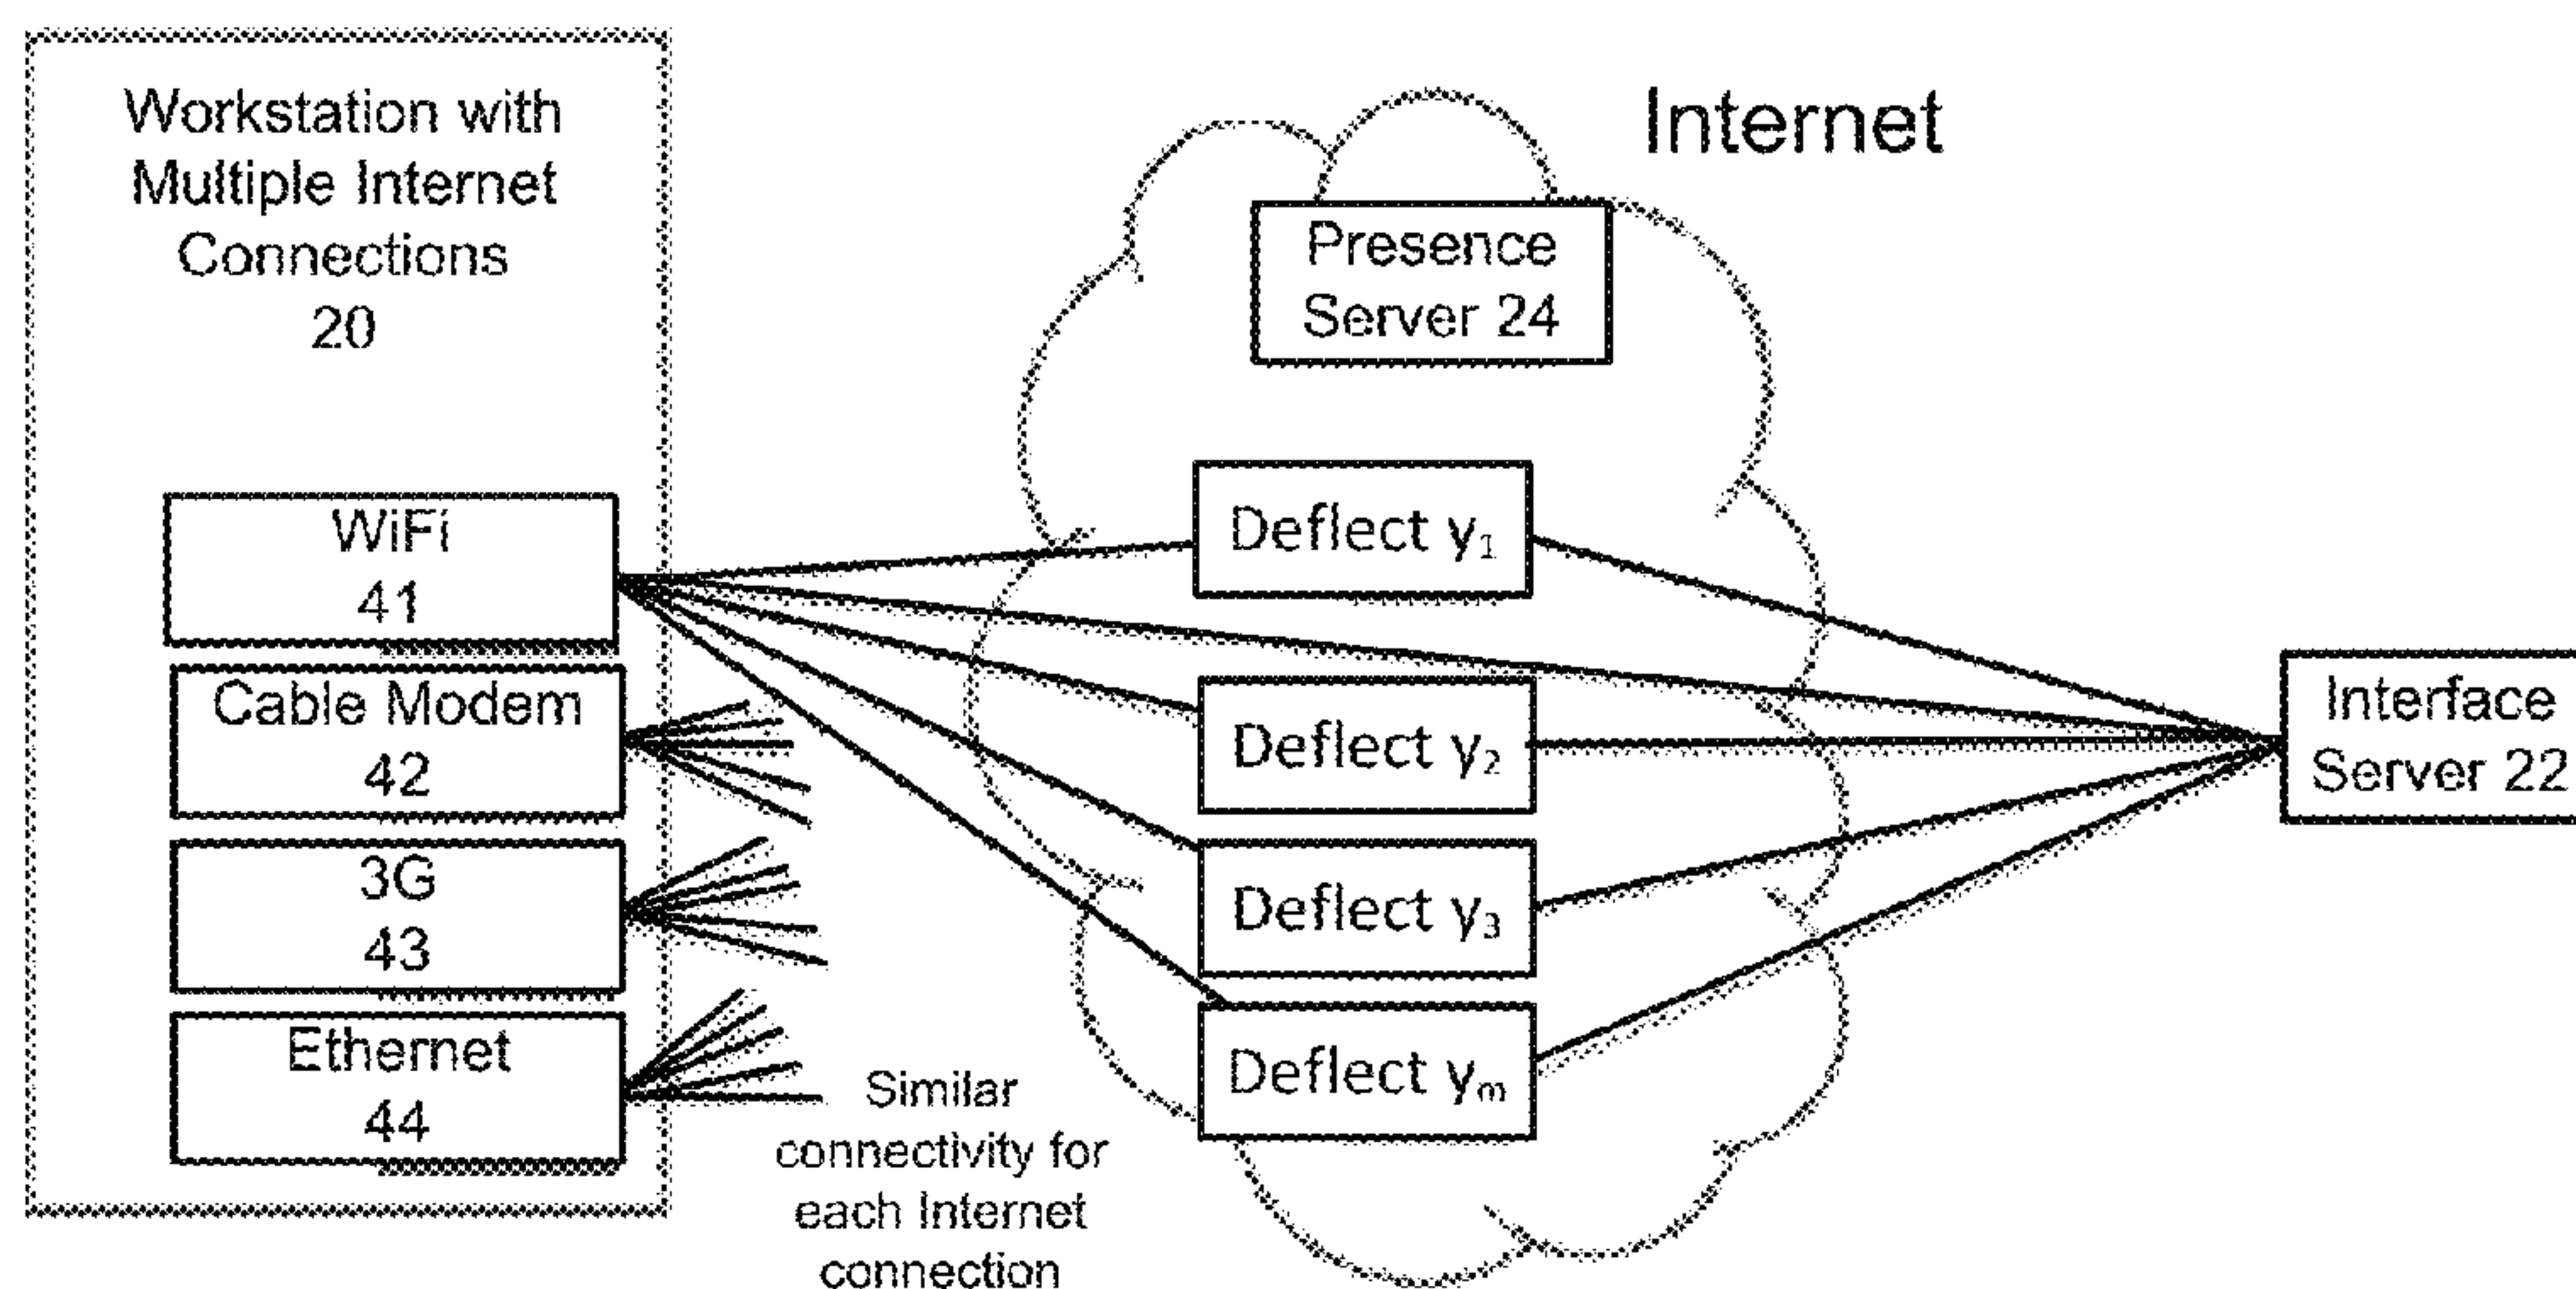 Workstation with
Multiple Internet
Connections
20
WiFi
41
Cable Modem
42
3G
43
Ethernet
44
Similar
connectivity for
each Internet
connection
Internet
Presence
Server 24
Deflect y₁
Deflect y₂
Deflect y₃
Deflect yₘ
Interface
Server 22